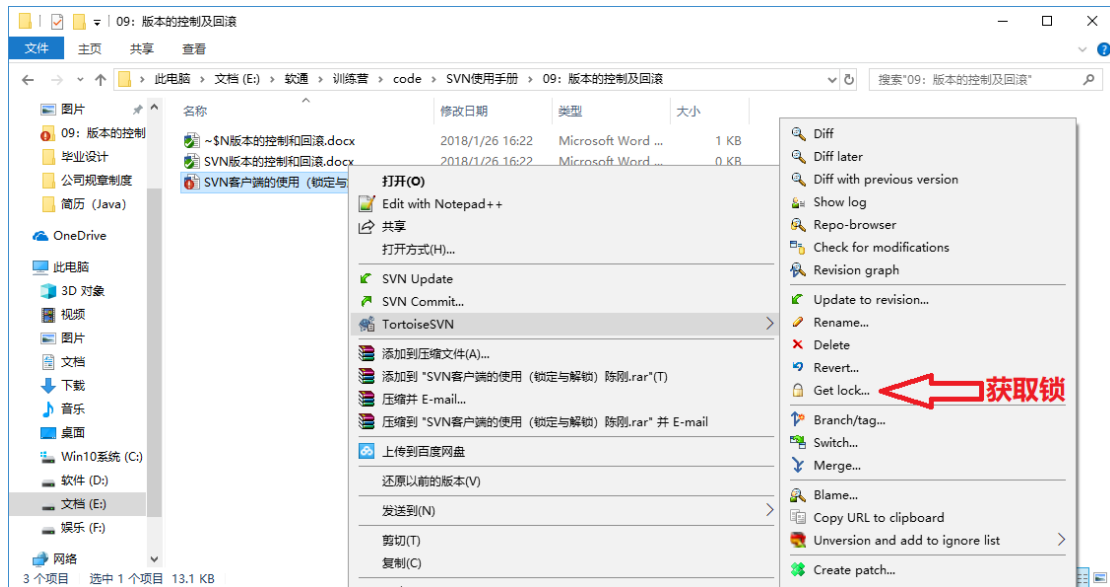 09：版本的控制及回滚
文件 主页 共享 查看
此电脑 › 文档 (E:) › 软通 › 训练营 › code › SVN使用手册 › 09：版本的控制及回滚
搜索"09：版本的控制及回滚"
图片
09：版本的控制
毕业设计
公司规章制度
简历（Java）
OneDrive
此电脑
3D 对象
视频
图片
文档
下载
音乐
桌面
Win10系统 (C:)
软件 (D:)
文档 (E:)
娱乐 (F:)
网络
名称 修改日期 类型 大小
~$N版本的控制和回滚.docx 2018/1/26 16:22 Microsoft Word ... 1 KB
SVN版本的控制和回滚.docx 2018/1/26 16:22 Microsoft Word ... 0 KB
SVN客户端的使用（锁定与
打开(O)
Edit with Notepad++
共享
打开方式(H)...
SVN Update
SVN Commit...
TortoiseSVN
添加到压缩文件(A)...
添加到 "SVN客户端的使用（锁定与解锁）陈刚.rar"(T)
压缩并 E-mail...
压缩到 "SVN客户端的使用（锁定与解锁）陈刚.rar" 并 E-mail
上传到百度网盘
还原以前的版本(V)
发送到(N)
剪切(T)
复制(C)
Diff
Diff later
Diff with previous version
Show log
Repo-browser
Check for modifications
Revision graph
Update to revision...
Rename...
Delete
Revert...
Get lock...
获取锁
Branch/tag...
Switch...
Merge...
Blame...
Copy URL to clipboard
Unversion and add to ignore list
Create patch...
3 个项目 选中 1 个项目 13.1 KB